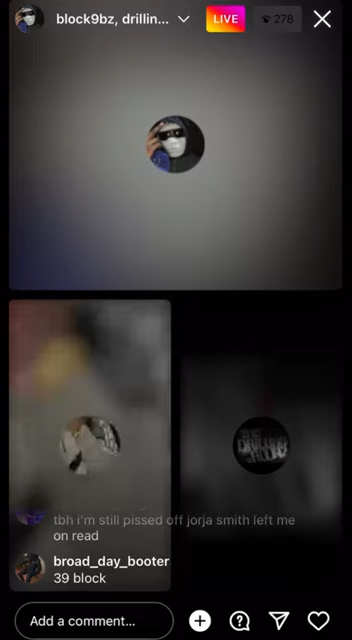 block9bz, drillin...
LIVE
278
tbh i'm still pissed off jorja smith left me
on read
broad_day_booter
39 block
Add a comment...